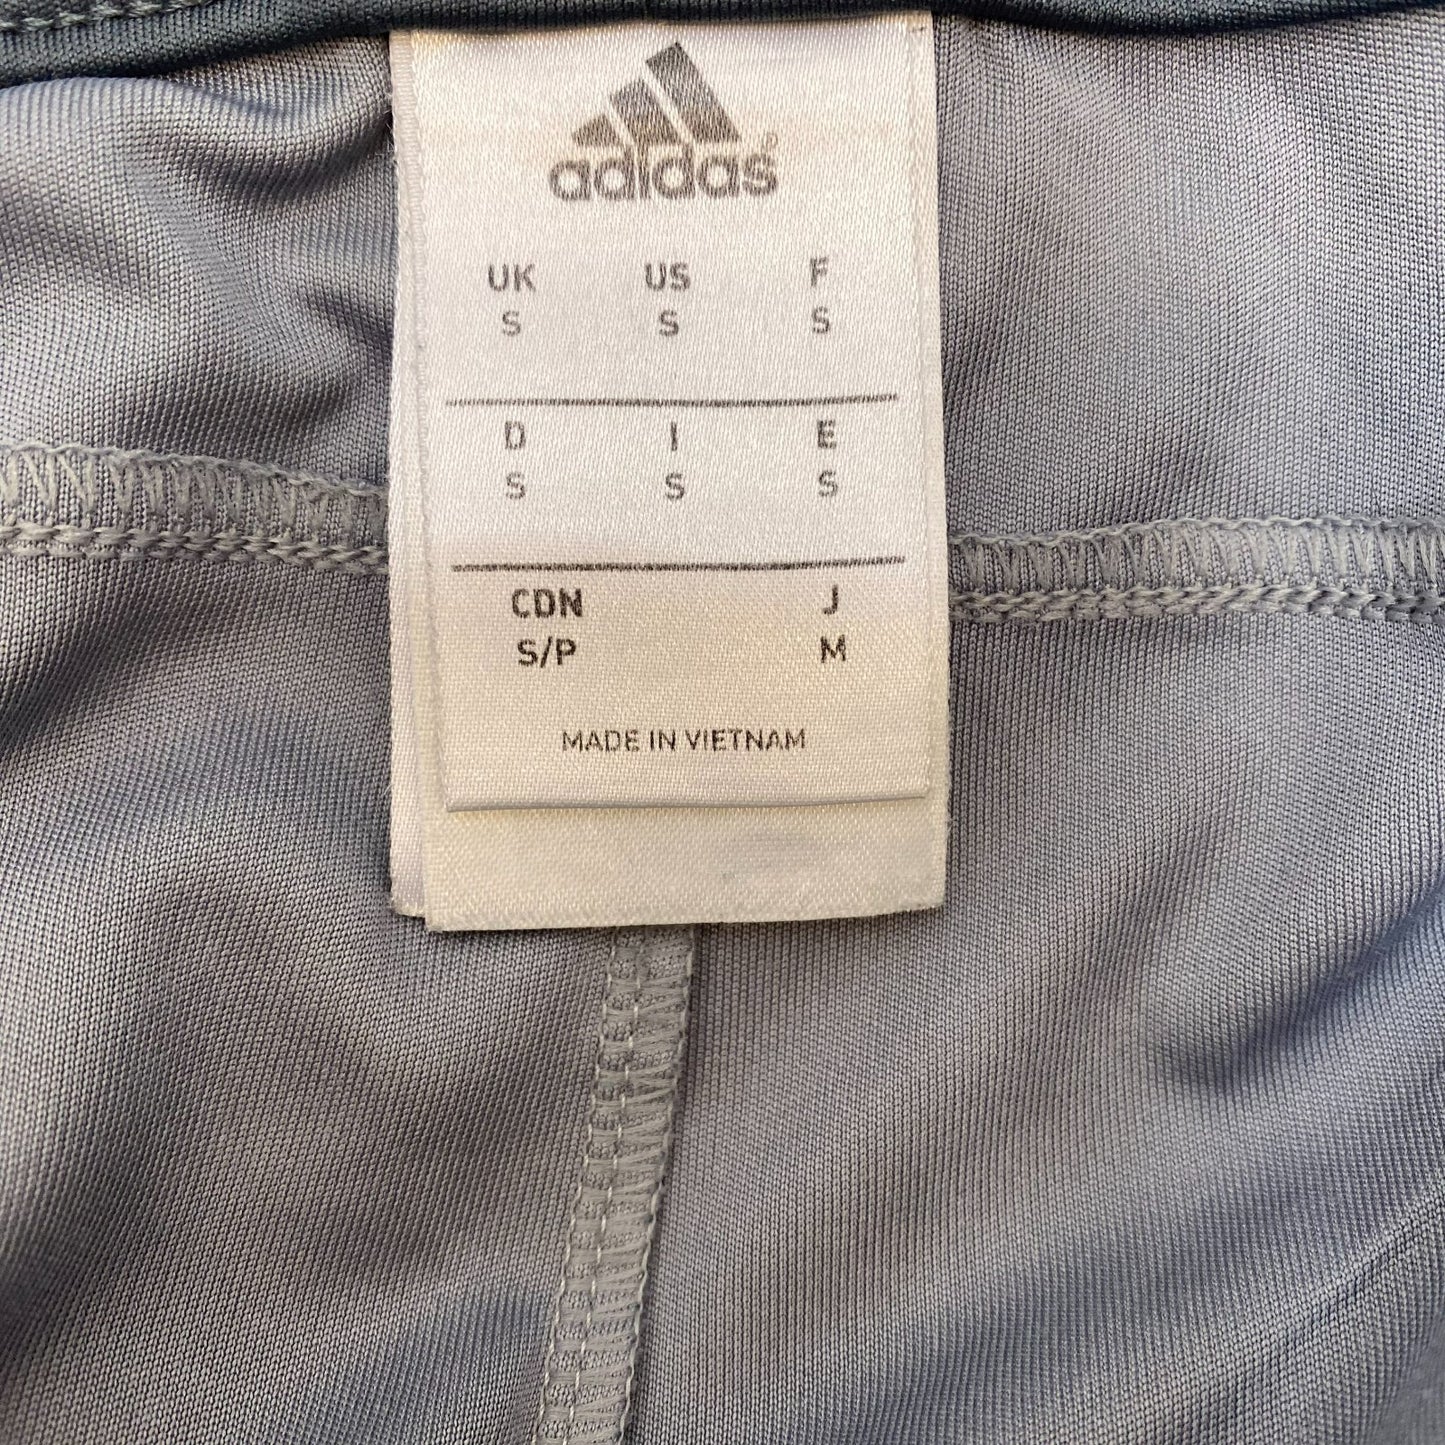 adidas
UK US F
S S S
D I E
S S S
CDN J
S/P M
MADE IN VIETNAM